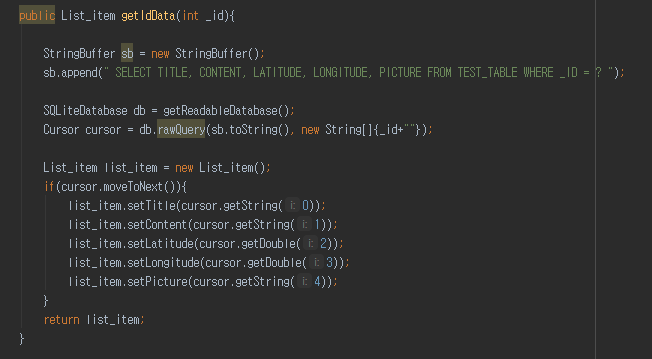 public List_item getIdData(int _id){
StringBuffer sb = new StringBuffer();
sb.append(" SELECT TITLE, CONTENT, LATITUDE, LONGITUDE, PICTURE FROM TEST_TABLE WHERE _ID = ? ");
SQLiteDatabase db = getReadableDatabase();
Cursor cursor = db.rawQuery(sb.toString(), new String[]{_id+""});
List_item list_item = new List_item();
if(cursor.moveToNext()){
list_item.setTitle(cursor.getString( i: 0));
list_item.setContent(cursor.getString( i: 1));
list_item.setLatitude(cursor.getDouble( i: 2));
list_item.setLongitude(cursor.getDouble( i: 3));
list_item.setPicture(cursor.getString( i: 4));
}
return list_item;
}